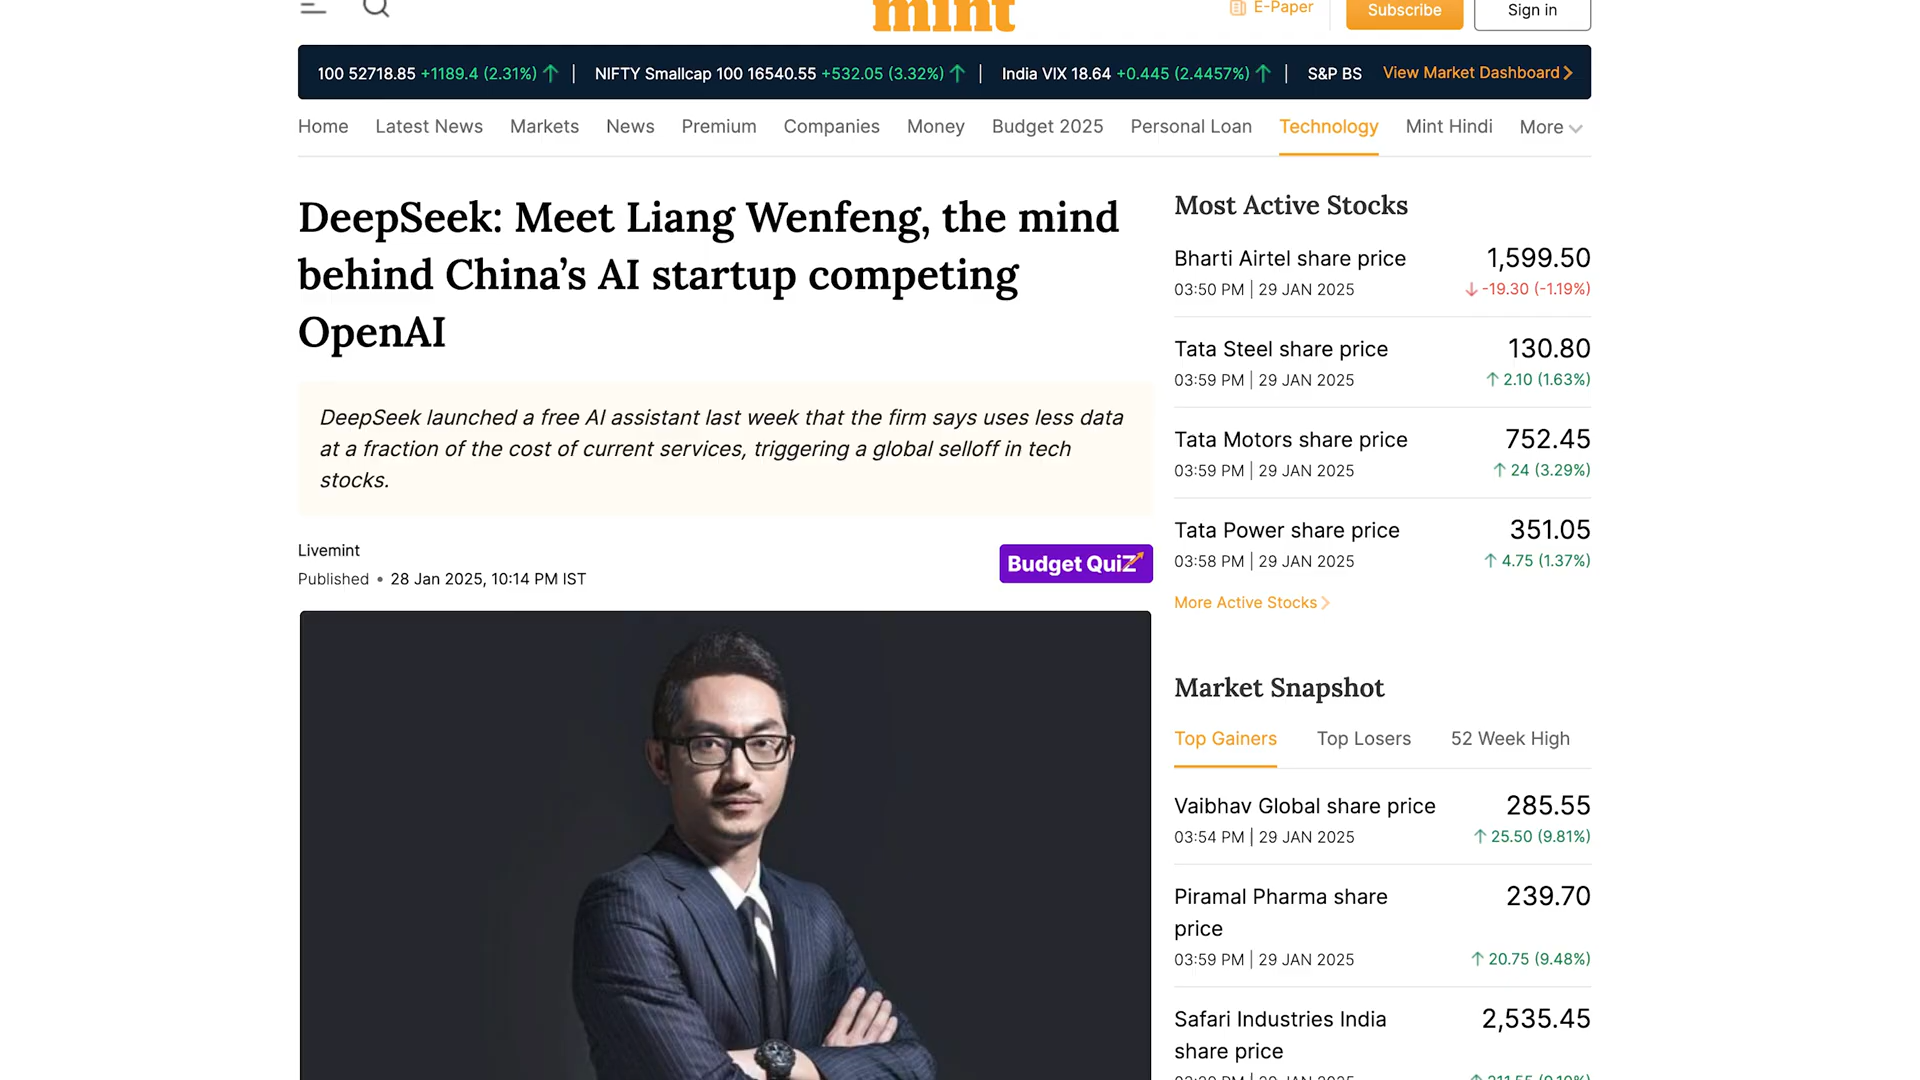 mint
E-Paper
Subscribe
Sign in
100 52718.85 +1189.4 (2.31%) | NIFTY Smallcap 100 16540.55 +532.05 (3.32%) | India VIX 18.64 +0.445 (2.4457%) | S&P BS
View Market Dashboard
Home Latest News Markets News Premium Companies Money Budget 2025 Personal Loan Technology Mint Hindi More
DeepSeek: Meet Liang Wenfeng, the mind
behind China's AI startup competing
OpenAI
DeepSeek launched a free AI assistant last week that the firm says uses less data
at a fraction of the cost of current services, triggering a global selloff in tech
stocks.
Livemint
Published • 28 Jan 2025, 10:14 PM IST
Budget QuiZ
Most Active Stocks
Bharti Airtel share price 1,599.50
03:50 PM | 29 JAN 2025 -19.30 (-1.19%)
Tata Steel share price 130.80
03:59 PM | 29 JAN 2025 2.10 (1.63%)
Tata Motors share price 752.45
03:59 PM | 29 JAN 2025 24 (3.29%)
Tata Power share price 351.05
03:58 PM | 29 JAN 2025 4.75 (1.37%)
More Active Stocks
Market Snapshot
Top Gainers Top Losers 52 Week High
Vaibhav Global share price 285.55
03:54 PM | 29 JAN 2025 25.50 (9.81%)
Piramal Pharma share 239.70
price
03:59 PM | 29 JAN 2025 20.75 (9.48%)
Safari Industries India 2,535.45
share price